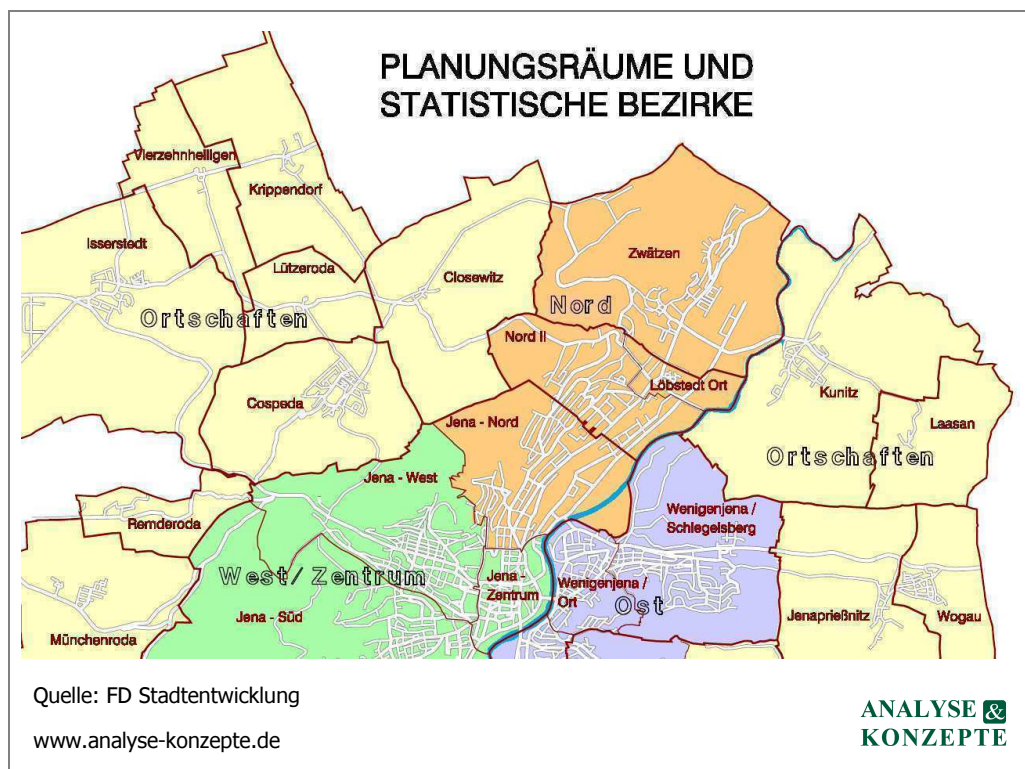 PLANUNGSRÄUME UND
STATISTISCHE BEZIRKE
Vierzehnheiligen
Krippendorf
Isserstedt
Lützeroda
Closewitz
Zwätzen
Ortschaften
Nord
Nord II
Löbstedt Ort
Kunitz
Laasan
Cospeda
Jena - Nord
Ortschaften
Jena - West
Remderoda
Wenigenjena /
Schlegelsberg
West/ Zentrum
Jena -
Zentrum
Wenigenjena /
Ort
Ost
Jena - Süd
Jenaprießnitz
Wogau
Münchenroda
Quelle: FD Stadtentwicklung
www.analyse-konzepte.de
ANALYSE &
KONZEPTE